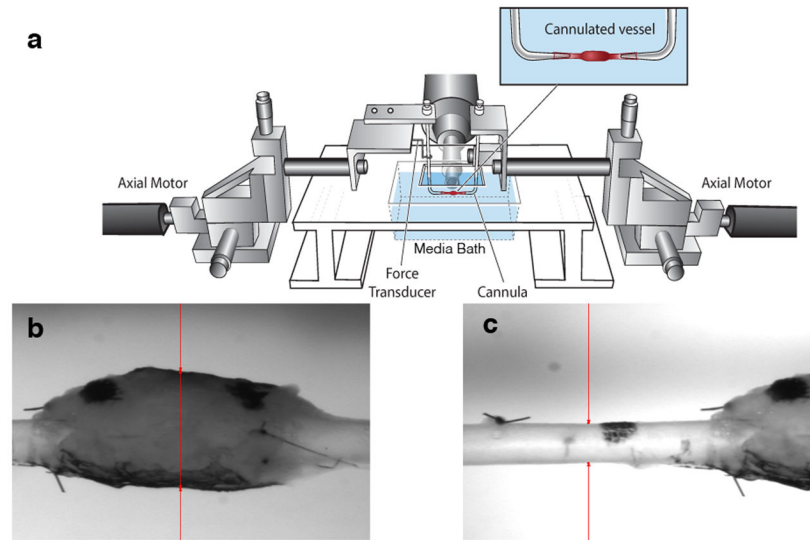 a
Cannulated vessel
Axial Motor
Axial Motor
Media Bath
Force
Transducer
Cannula
b
c